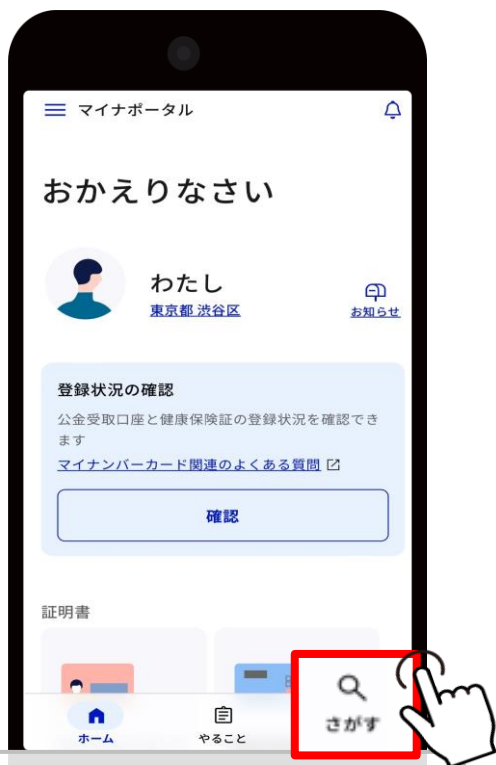 マイナポータル
おかえりなさい
わたし
東京都 渋谷区
お知らせ
登録状況の確認
公金受取口座と健康保険証の登録状況を確認でき
ます
マイナンバーカード関連のよくある質問
確認
証明書
ホーム
やること
さがす